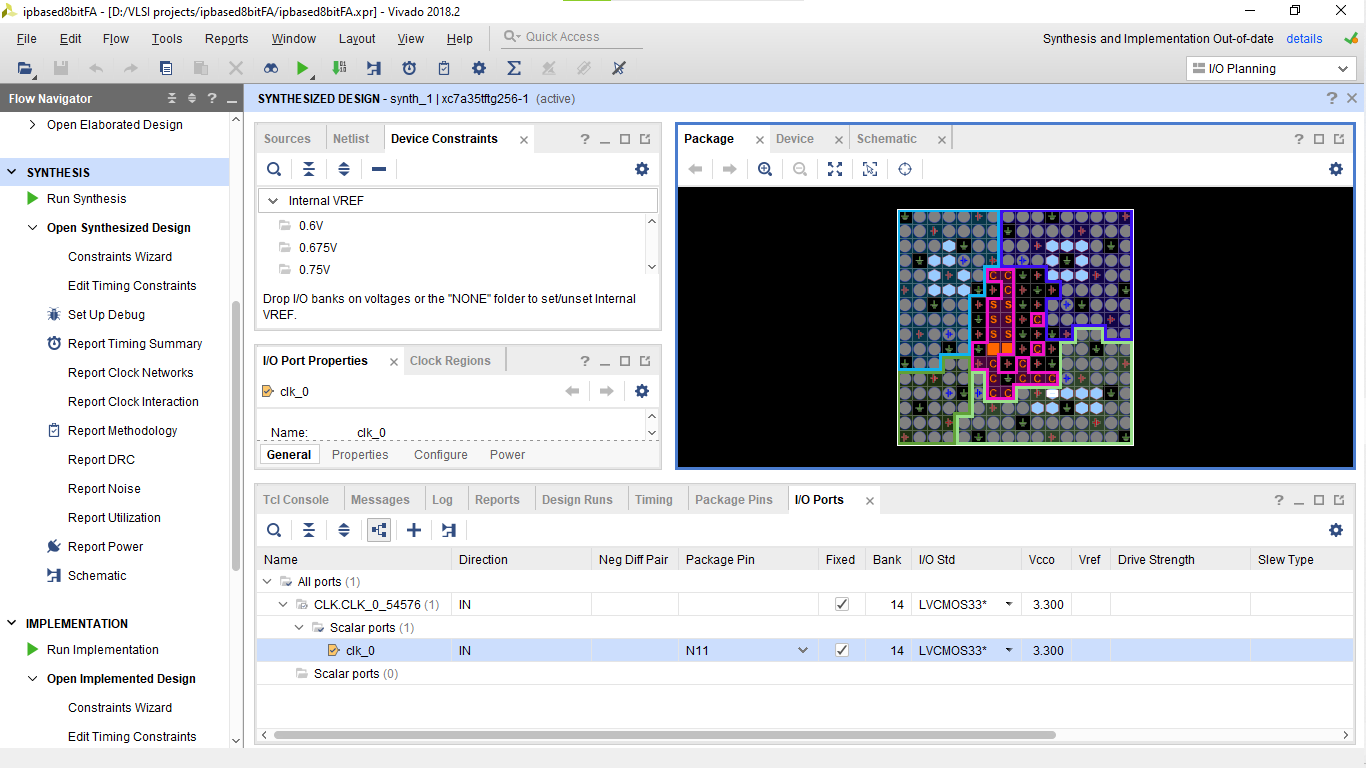 ipbased8bitFA - [D:/VLSI projects/ipbased8bitFA/ipbased8bitFA.xpr] - Vivado 2018.2
File Edit Flow Tools Reports Window Layout View Help Quick Access
Synthesis and Implementation Out-of-date details
I/O Planning
Flow Navigator
SYNTHESIZED DESIGN - synth_1 | xc7a35tftg256-1 (active)
Open Elaborated Design
SYNTHESIS
Run Synthesis
Open Synthesized Design
Constraints Wizard
Edit Timing Constraints
Set Up Debug
Report Timing Summary
Report Clock Networks
Report Clock Interaction
Report Methodology
Report DRC
Report Noise
Report Utilization
Report Power
Schematic
IMPLEMENTATION
Run Implementation
Open Implemented Design
Constraints Wizard
Edit Timing Constraints
Sources Netlist Device Constraints
Internal VREF
0.6V
0.675V
0.75V
Drop I/O banks on voltages or the "NONE" folder to set/unset Internal
VREF.
I/O Port Properties Clock Regions
clk_0
Name: clk_0
General Properties Configure Power
Package Device Schematic
C C
C
S S
S S
S S
C
C
C C
C C C C
C C
Tcl Console Messages Log Reports Design Runs Timing Package Pins I/O Ports
Name Direction Neg Diff Pair Package Pin Fixed Bank I/O Std Vcco Vref Drive Strength Slew Type
All ports (1)
CLK.CLK_0_54576 (1) IN 14 LVCMOS33* 3.300
Scalar ports (1)
clk_0 IN N11 14 LVCMOS33* 3.300
Scalar ports (0)